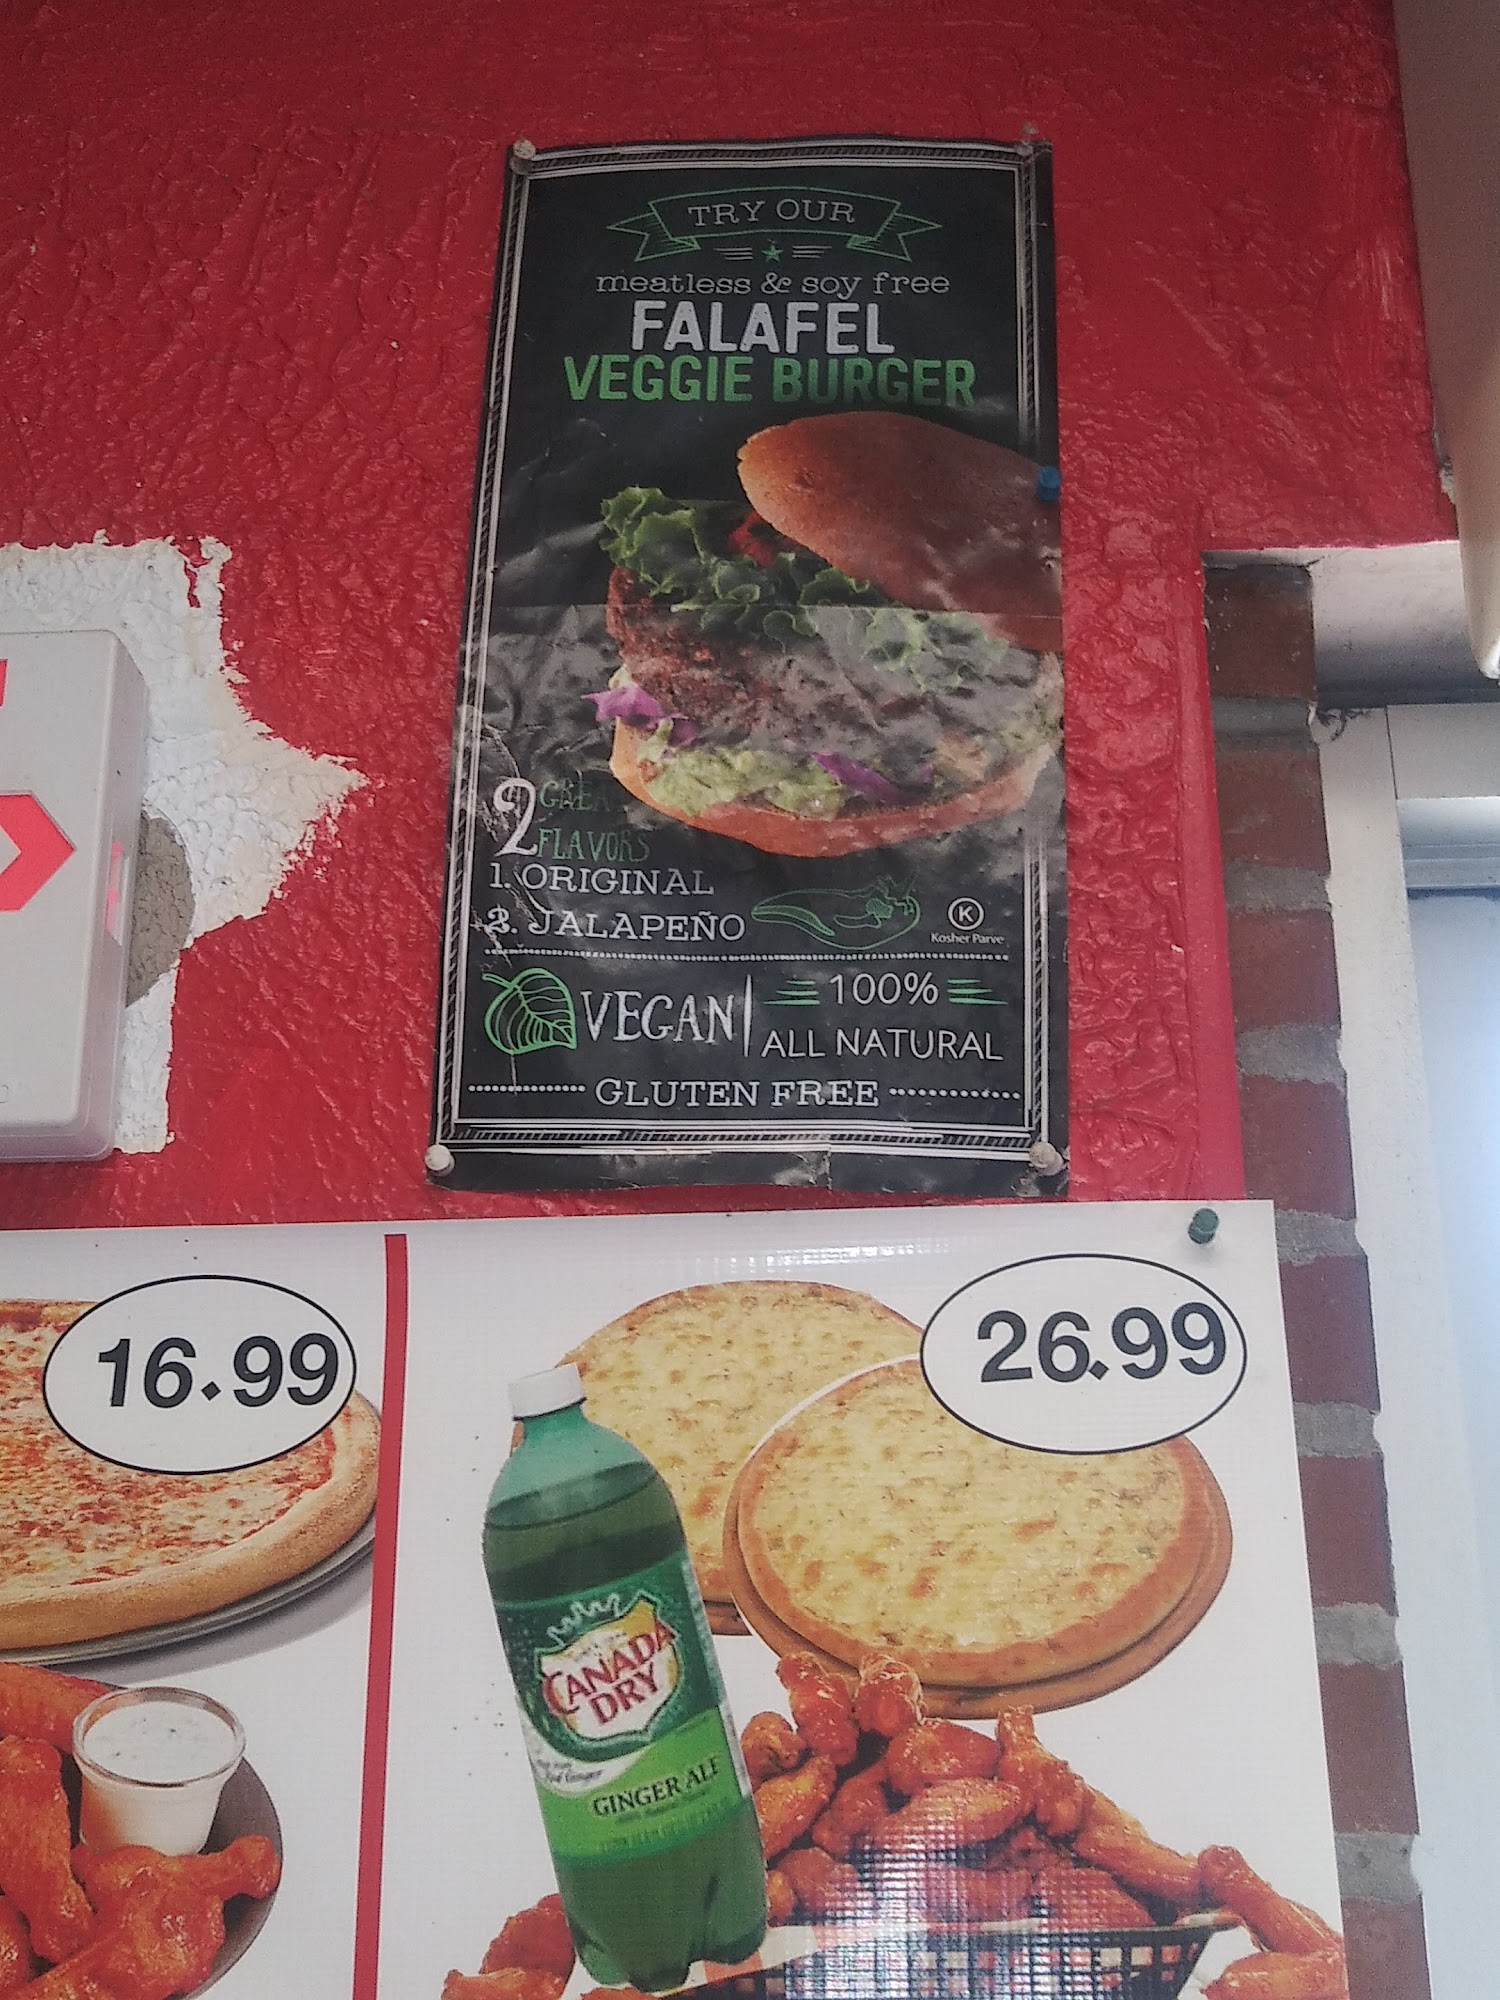 TRY OUR
meatless & soy free
FALAFEL
VEGGIE BURGER
2 GREAT
FLAVORS
1. ORIGINAL
2. JALAPEÑO
K
Kosher Parve
VEGAN
100%
ALL NATURAL
GLUTEN FREE
16.99
26.99
CANADA
DRY
GINGER ALE